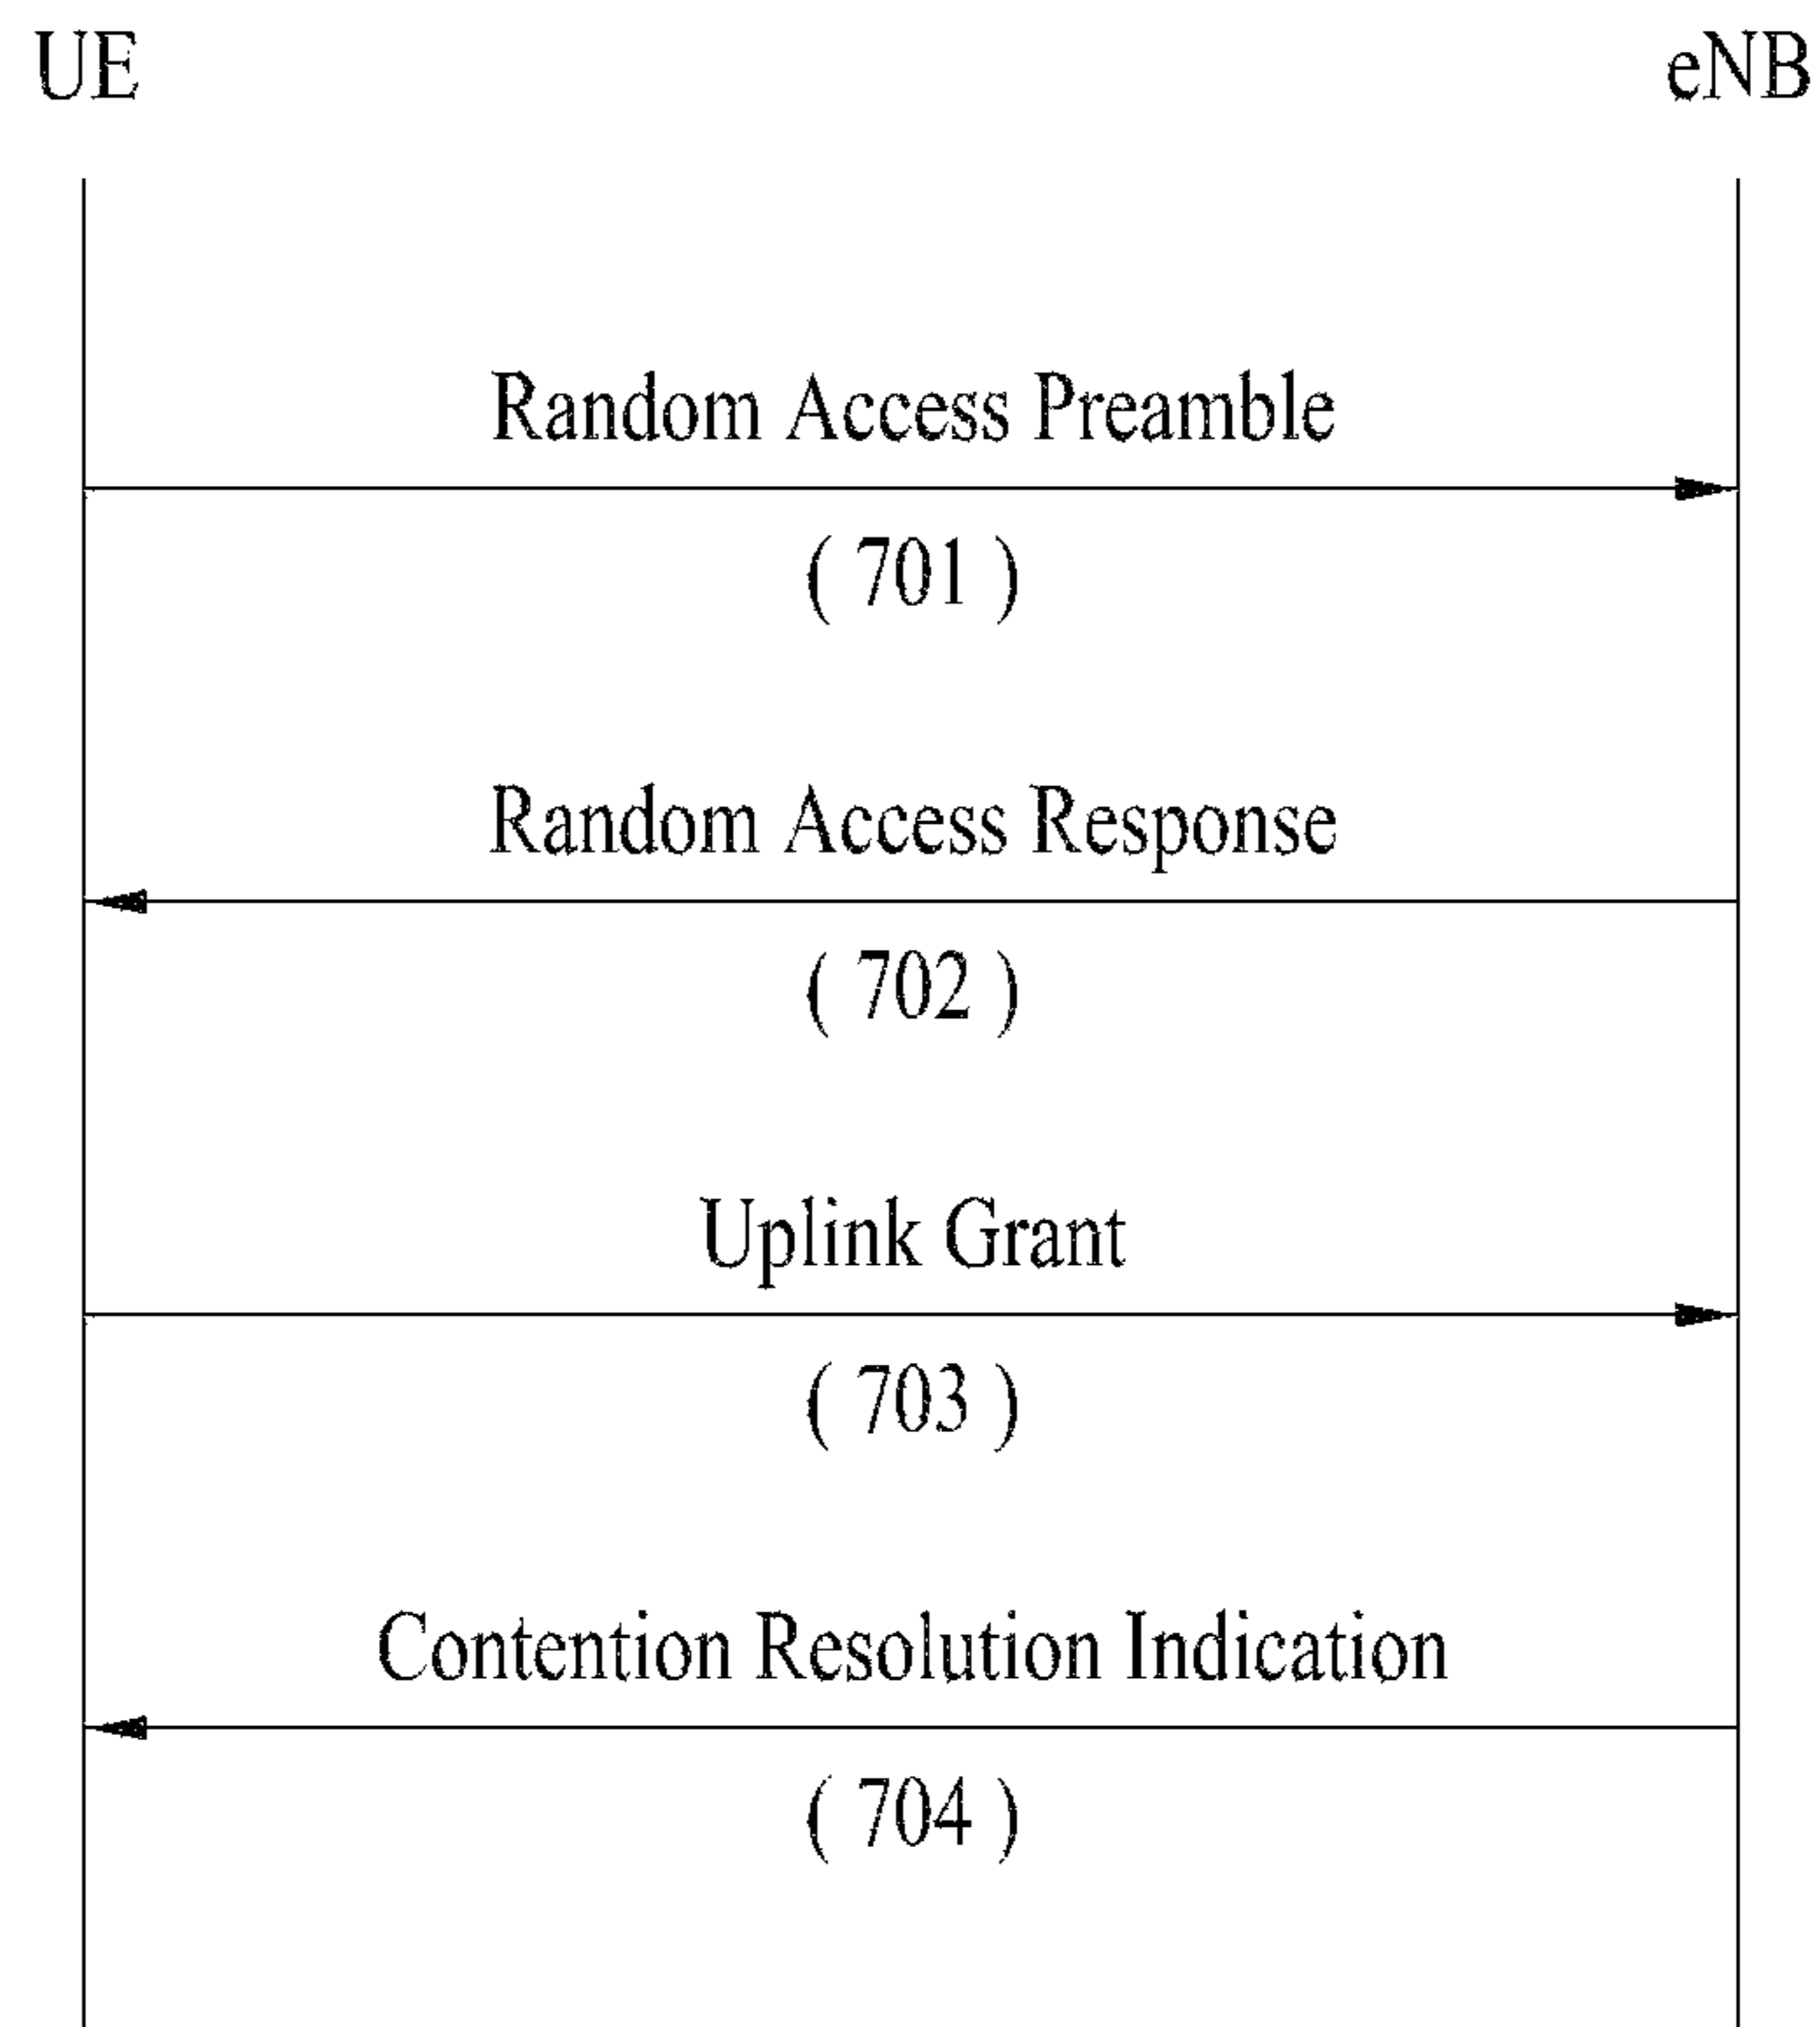 UE eNB
Random Access Preamble
( 701 )
Random Access Response
( 702 )
Uplink Grant
( 703 )
Contention Resolution Indication
( 704 )